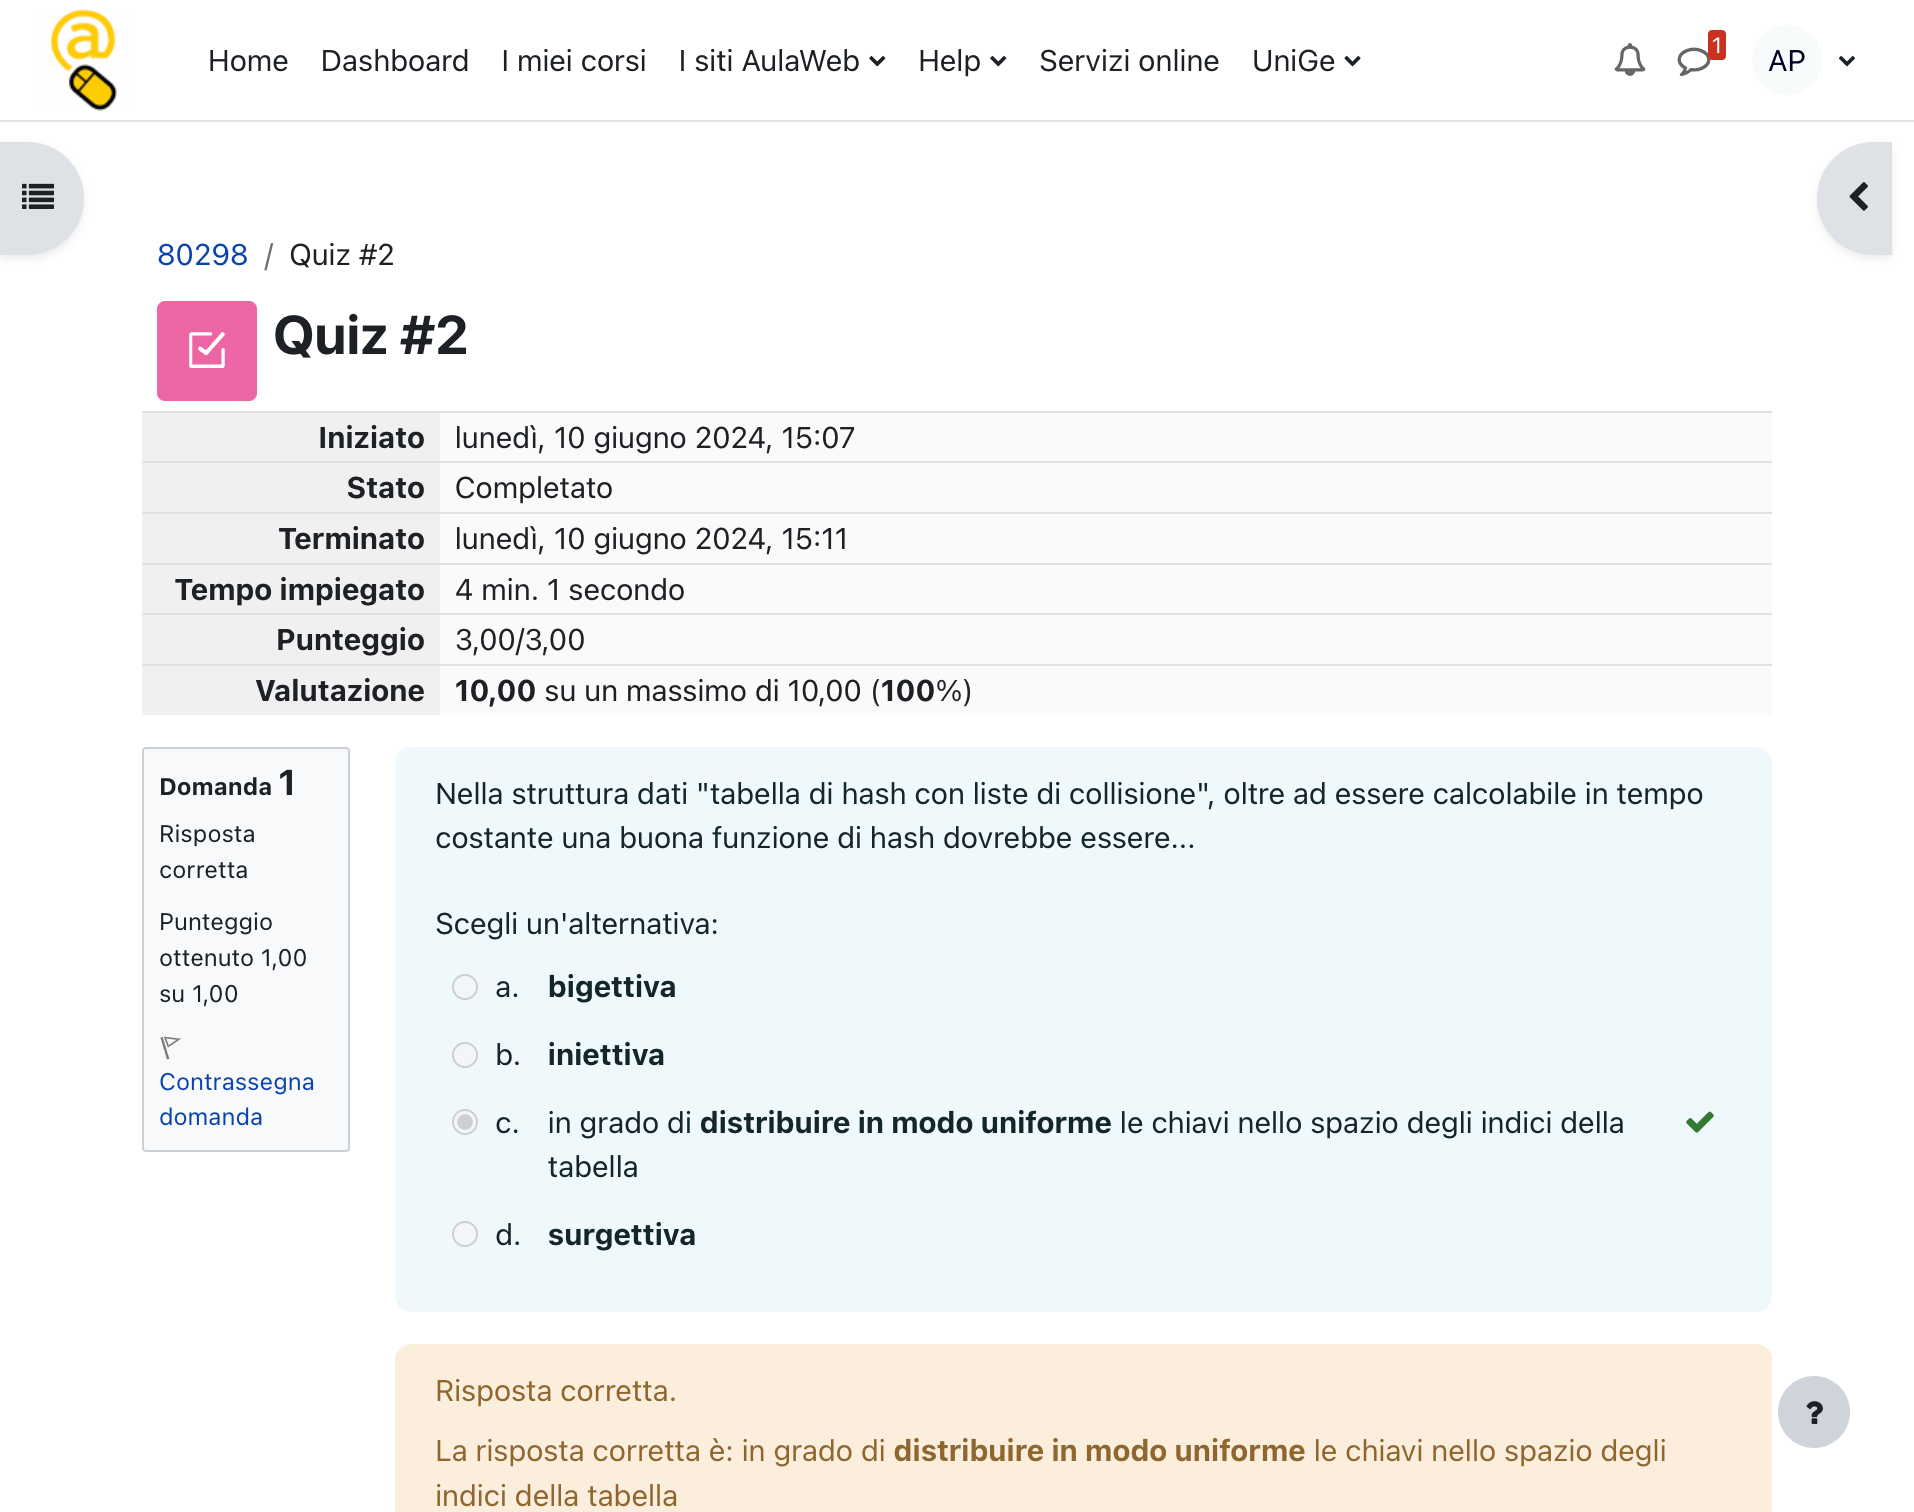 Home Dashboard I miei corsi I siti AulaWeb Help Servizi online UniGe 1 AP
80298 / Quiz #2
Quiz #2
Iniziato lunedì, 10 giugno 2024, 15:07
Stato Completato
Terminato lunedì, 10 giugno 2024, 15:11
Tempo impiegato 4 min. 1 secondo
Punteggio 3,00/3,00
Valutazione 10,00 su un massimo di 10,00 (100%)
Domanda 1
Risposta
corretta
Punteggio
ottenuto 1,00
su 1,00
Contrassegna
domanda
Nella struttura dati "tabella di hash con liste di collisione", oltre ad essere calcolabile in tempo
costante una buona funzione di hash dovrebbe essere...
Scegli un'alternativa:
a. bigettiva
b. iniettiva
c. in grado di distribuire in modo uniforme le chiavi nello spazio degli indici della
tabella
d. surgettiva
Risposta corretta.
La risposta corretta è: in grado di distribuire in modo uniforme le chiavi nello spazio degli
indici della tabella
?